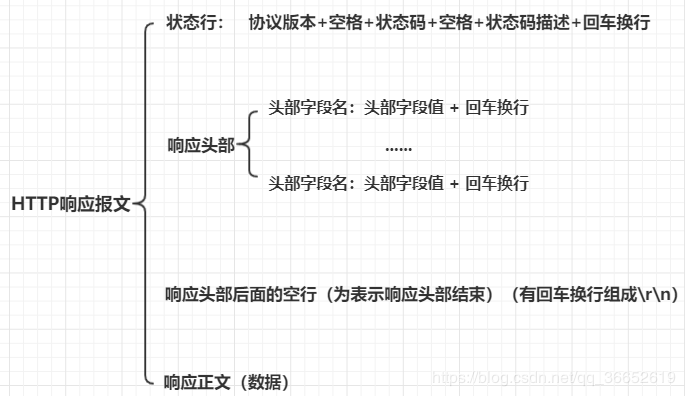 状态行： 协议版本+空格+状态码+空格+状态码描述+回车换行
头部字段名：头部字段值 + 回车换行
响应头部
......
头部字段名：头部字段值 + 回车换行
HTTP响应报文
响应头部后面的空行（为表示响应头部结束）（有回车换行组成\r\n）
响应正文（数据）
https://blog.csdn.net/qq_36652619